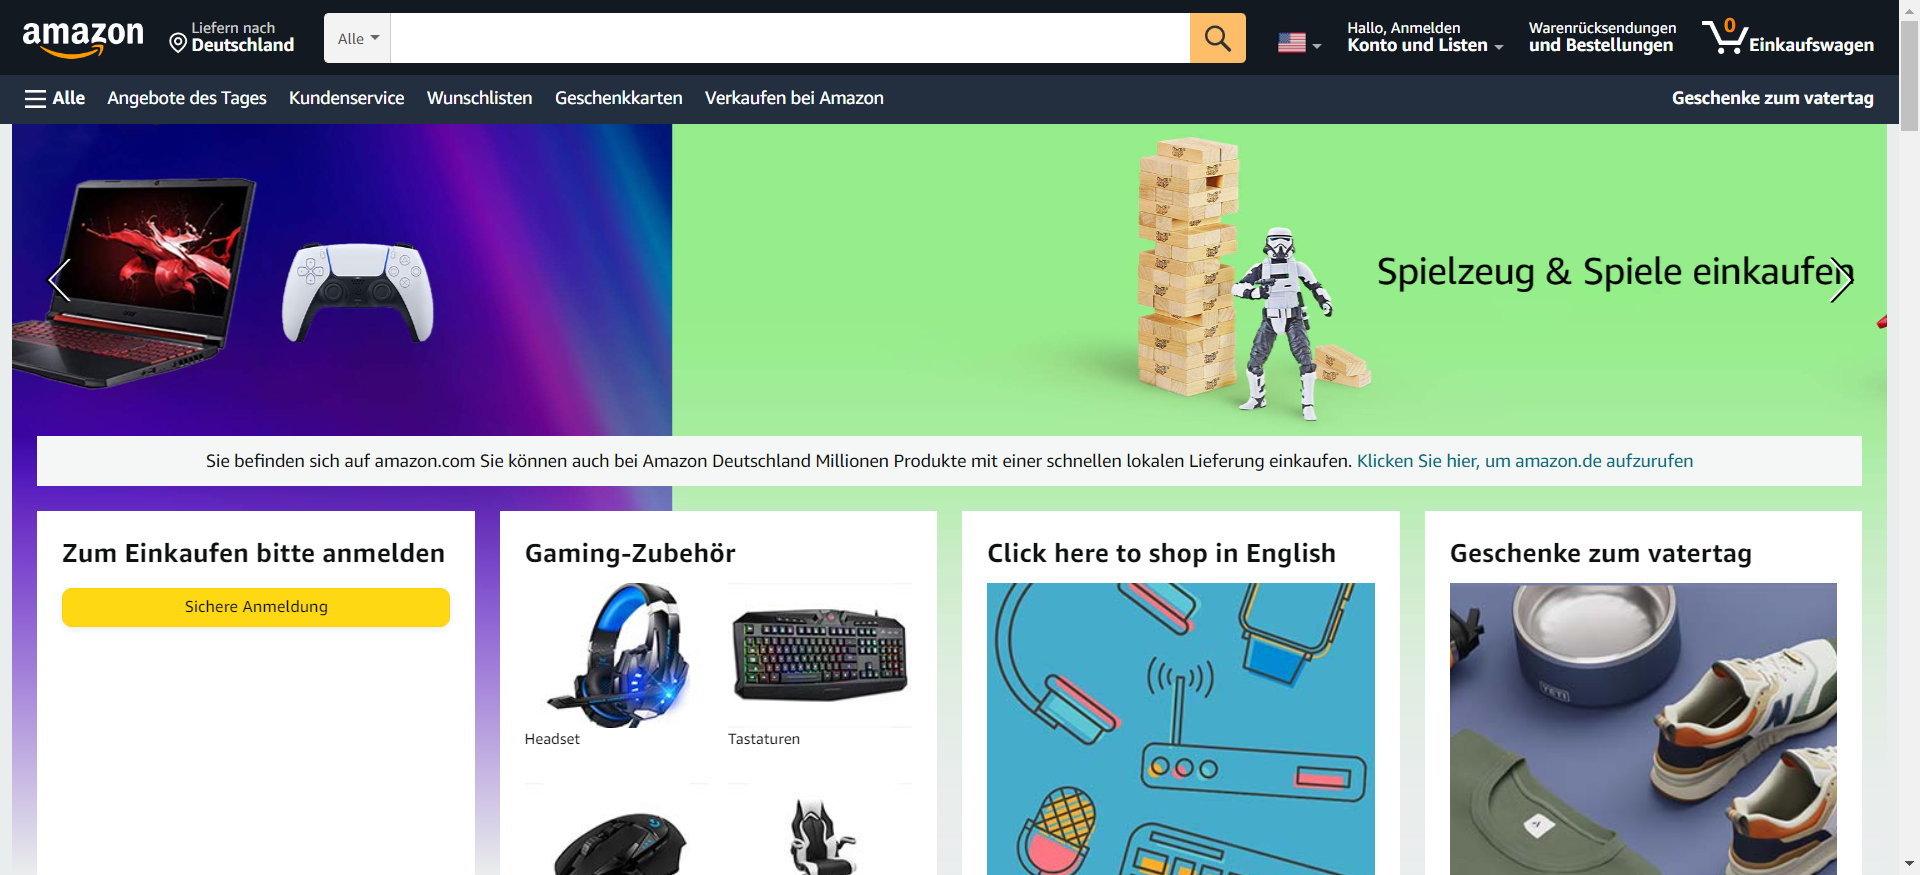 amazon
Liefern nach
Deutschland
Alle
Hallo, Anmelden
Konto und Listen
Warenrücksendungen
und Bestellungen
0
Einkaufswagen
Alle
Angebote des Tages
Kundenservice
Wunschlisten
Geschenkkarten
Verkaufen bei Amazon
Geschenke zum vatertag
Spielzeug & Spiele einkaufen
Sie befinden sich auf amazon.com Sie können auch bei Amazon Deutschland Millionen Produkte mit einer schnellen lokalen Lieferung einkaufen. Klicken Sie hier, um amazon.de aufzurufen
Zum Einkaufen bitte anmelden
Sichere Anmeldung
Gaming-Zubehör
Headset
Tastaturen
Click here to shop in English
Geschenke zum vatertag
YETI